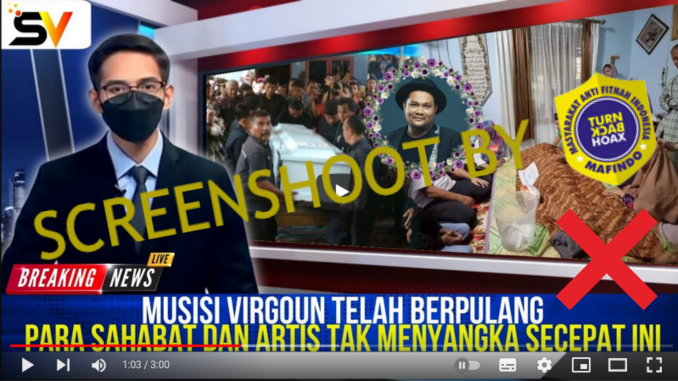 SV
MASYARAKAT ANTI FITNAH INDONESIA
TURN
BACK
HOAX
MAFINDO
SCREENSHOOT BY
LIVE
BREAKING NEWS
MUSISI VIRGOUN TELAH BERPULANG
PARA SAHABAT DAN ARTIS TAK MENYANGKA SECEPAT INI
1:03 / 3:00